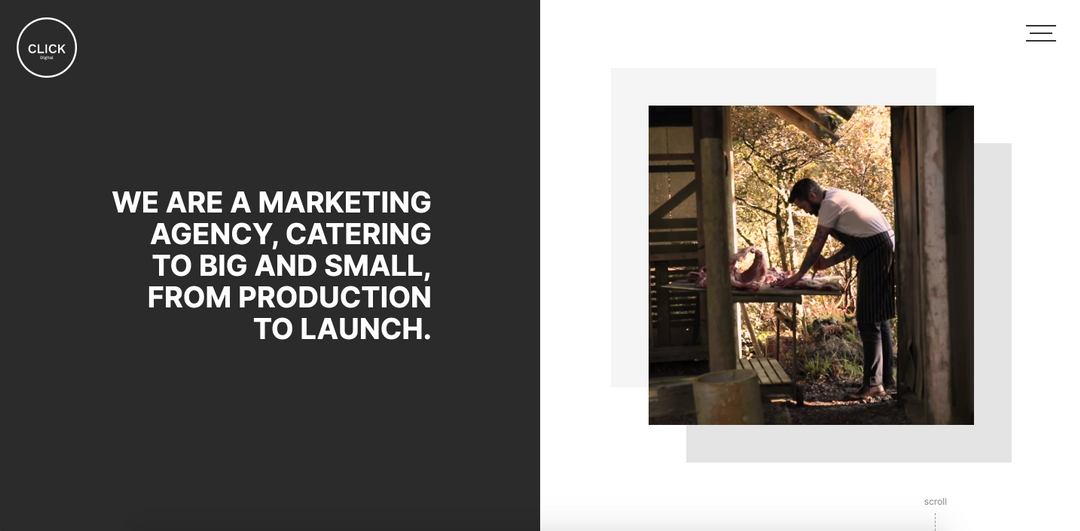 CLICK
Digital
WE ARE A MARKETING
AGENCY, CATERING
TO BIG AND SMALL,
FROM PRODUCTION
TO LAUNCH.
scroll